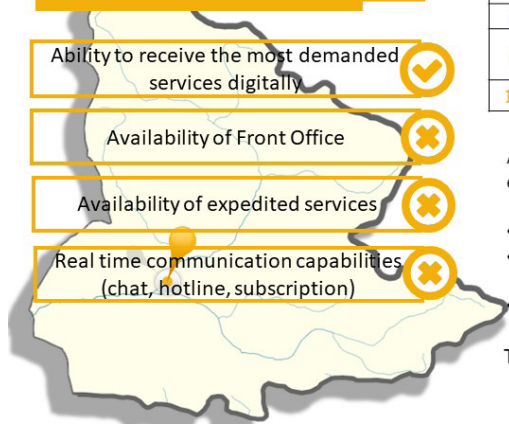 Ability to receive the most demanded
services digitally
Availability of Front Office
Availability of expedited services
Real time communication capabilities
(chat, hotline, subscription)